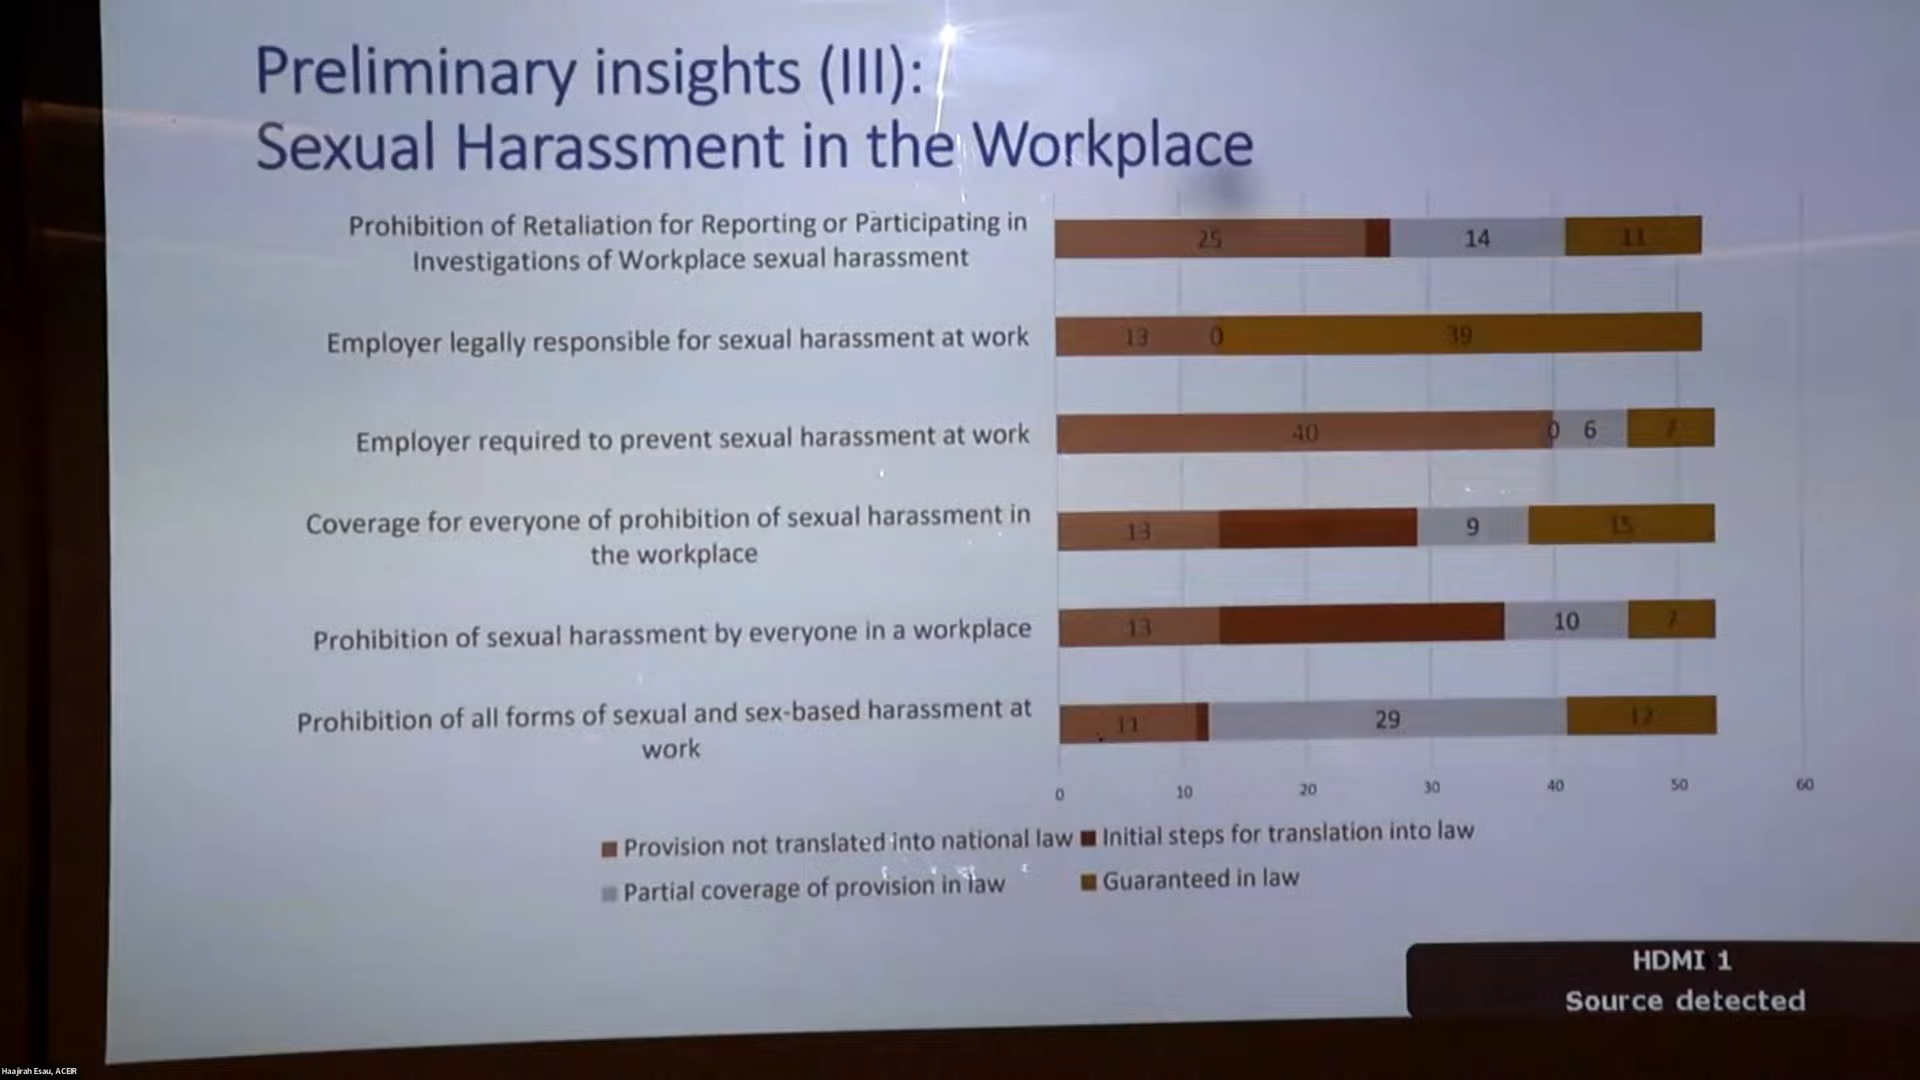 Preliminary insights (III):
Sexual Harassment in the Workplace
Prohibition of Retaliation for Reporting or Participating in
Investigations of Workplace sexual harassment
25 14 11
Employer legally responsible for sexual harassment at work
13 0 39
Employer required to prevent sexual harassment at work
40 0 6 7
Coverage for everyone of prohibition of sexual harassment in
the workplace
13 9 15
Prohibition of sexual harassment by everyone in a workplace
13 10 7
Prohibition of all forms of sexual and sex-based harassment at
work
11 29 12
0 10 20 30 40 50 60
Provision not translated into national law Initial steps for translation into law
Partial coverage of provision in law Guaranteed in law
HDMI 1
Source detected
Haajirah Esau, ACEIR